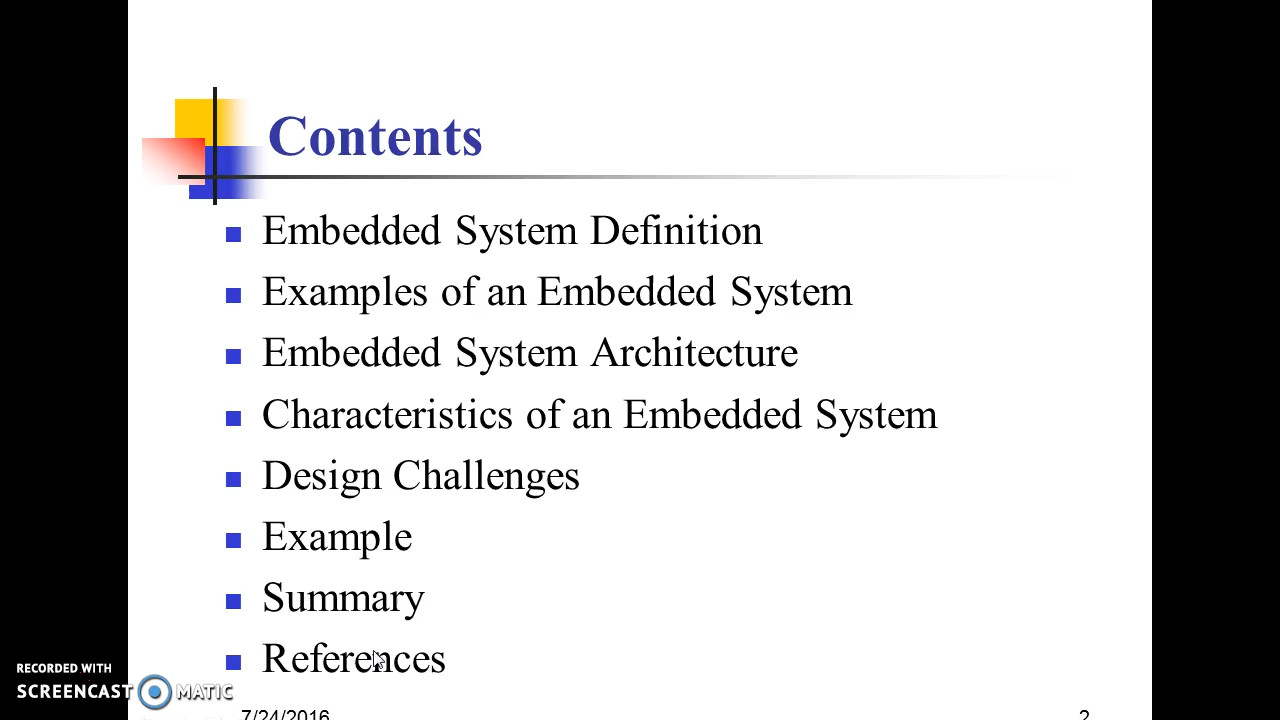 Contents
Embedded System Definition
Examples of an Embedded System
Embedded System Architecture
Characteristics of an Embedded System
Design Challenges
Example
Summary
References
RECORDED WITH
SCREENCAST MATIC
7/24/2016
2